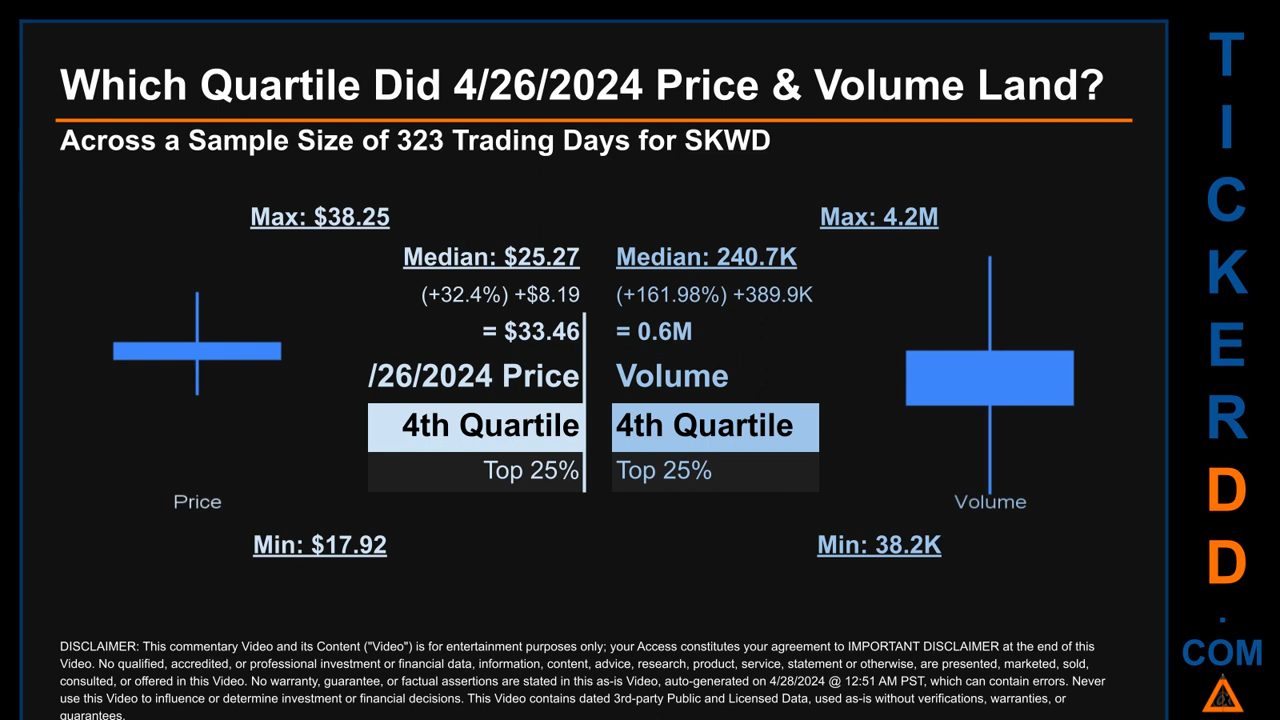 Which Quartile Did 4/26/2024 Price & Volume Land?
Across a Sample Size of 323 Trading Days for SKWD
Max: $38.25
Median: $25.27
(+32.4%) +$8.19
= $33.46
/26/2024 Price
4th Quartile
Top 25%
Price
Min: $17.92
Max: 4.2M
Median: 240.7K
(+161.98%) +389.9K
= 0.6M
Volume
4th Quartile
Top 25%
Volume
Min: 38.2K
DISCLAIMER: This commentary Video and its Content ("Video") is for entertainment purposes only; your Access constitutes your agreement to IMPORTANT DISCLAIMER at the end of this
Video. No qualified, accredited, or professional investment or financial data, information, content, advice, research, product, service, statement or otherwise, are presented, marketed, sold,
consulted, or offered in this Video. No warranty, guarantee, or factual assertions are stated in this as-is Video, auto-generated on 4/28/2024 @ 12:51 AM PST, which can contain errors. Never
use this Video to influence or determine investment or financial decisions. This Video contains dated 3rd-party Public and Licensed Data, used as-is without verifications, warranties, or
guarantees.
T
I
C
K
E
R
D
D
.
COM